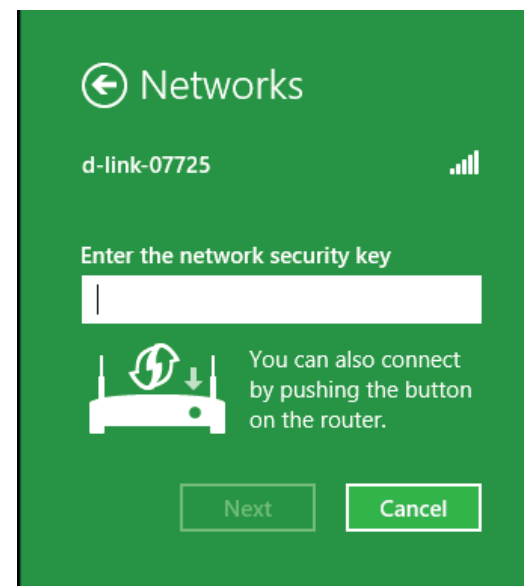 Networks
d-link-07725
Enter the network security key
You can also connect
by pushing the button
on the router.
Next
Cancel